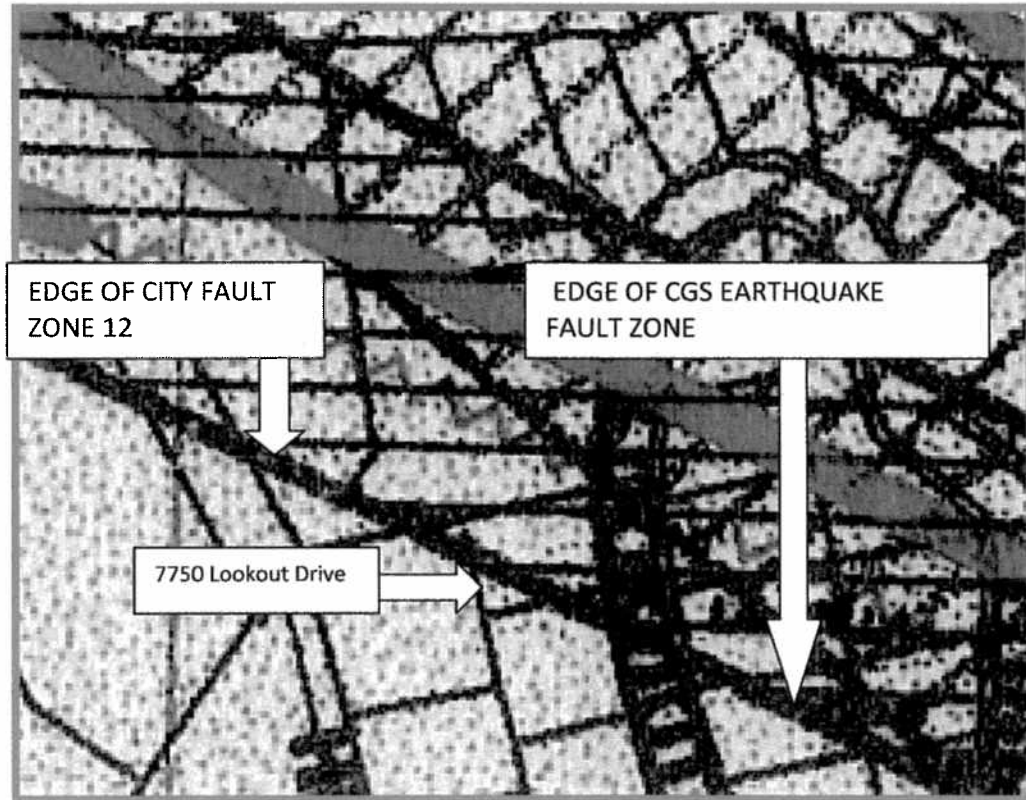 EDGE OF CITY FAULT
ZONE 12
EDGE OF CGS EARTHQUAKE
FAULT ZONE
7750 Lookout Drive